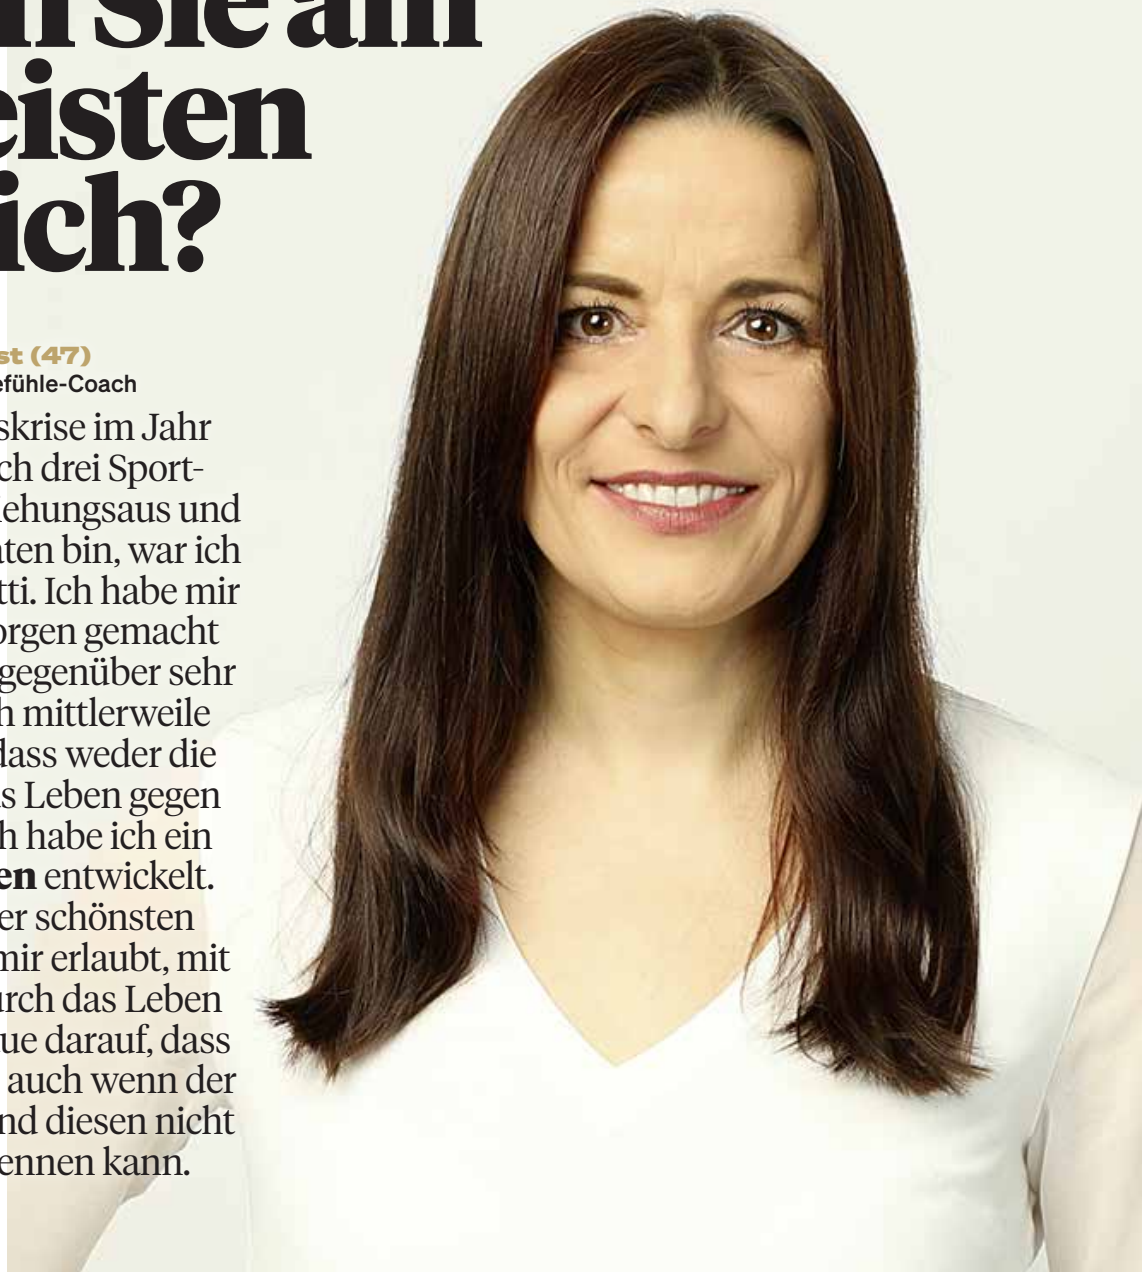 n Sie am
eisten
ich?
st (47)
efühle-Coach
skrise im Jahr
ch drei Sport-
iehungsaus und
aten bin, war ich
tti. Ich habe mir
orgen gemacht
gegenüber sehr
h mittlerweile
dass weder die
s Leben gegen
h habe ich ein
en entwickelt.
er schönsten
mir erlaubt, mit
urch das Leben
ue darauf, dass
auch wenn der
nd diesen nicht
ennen kann.